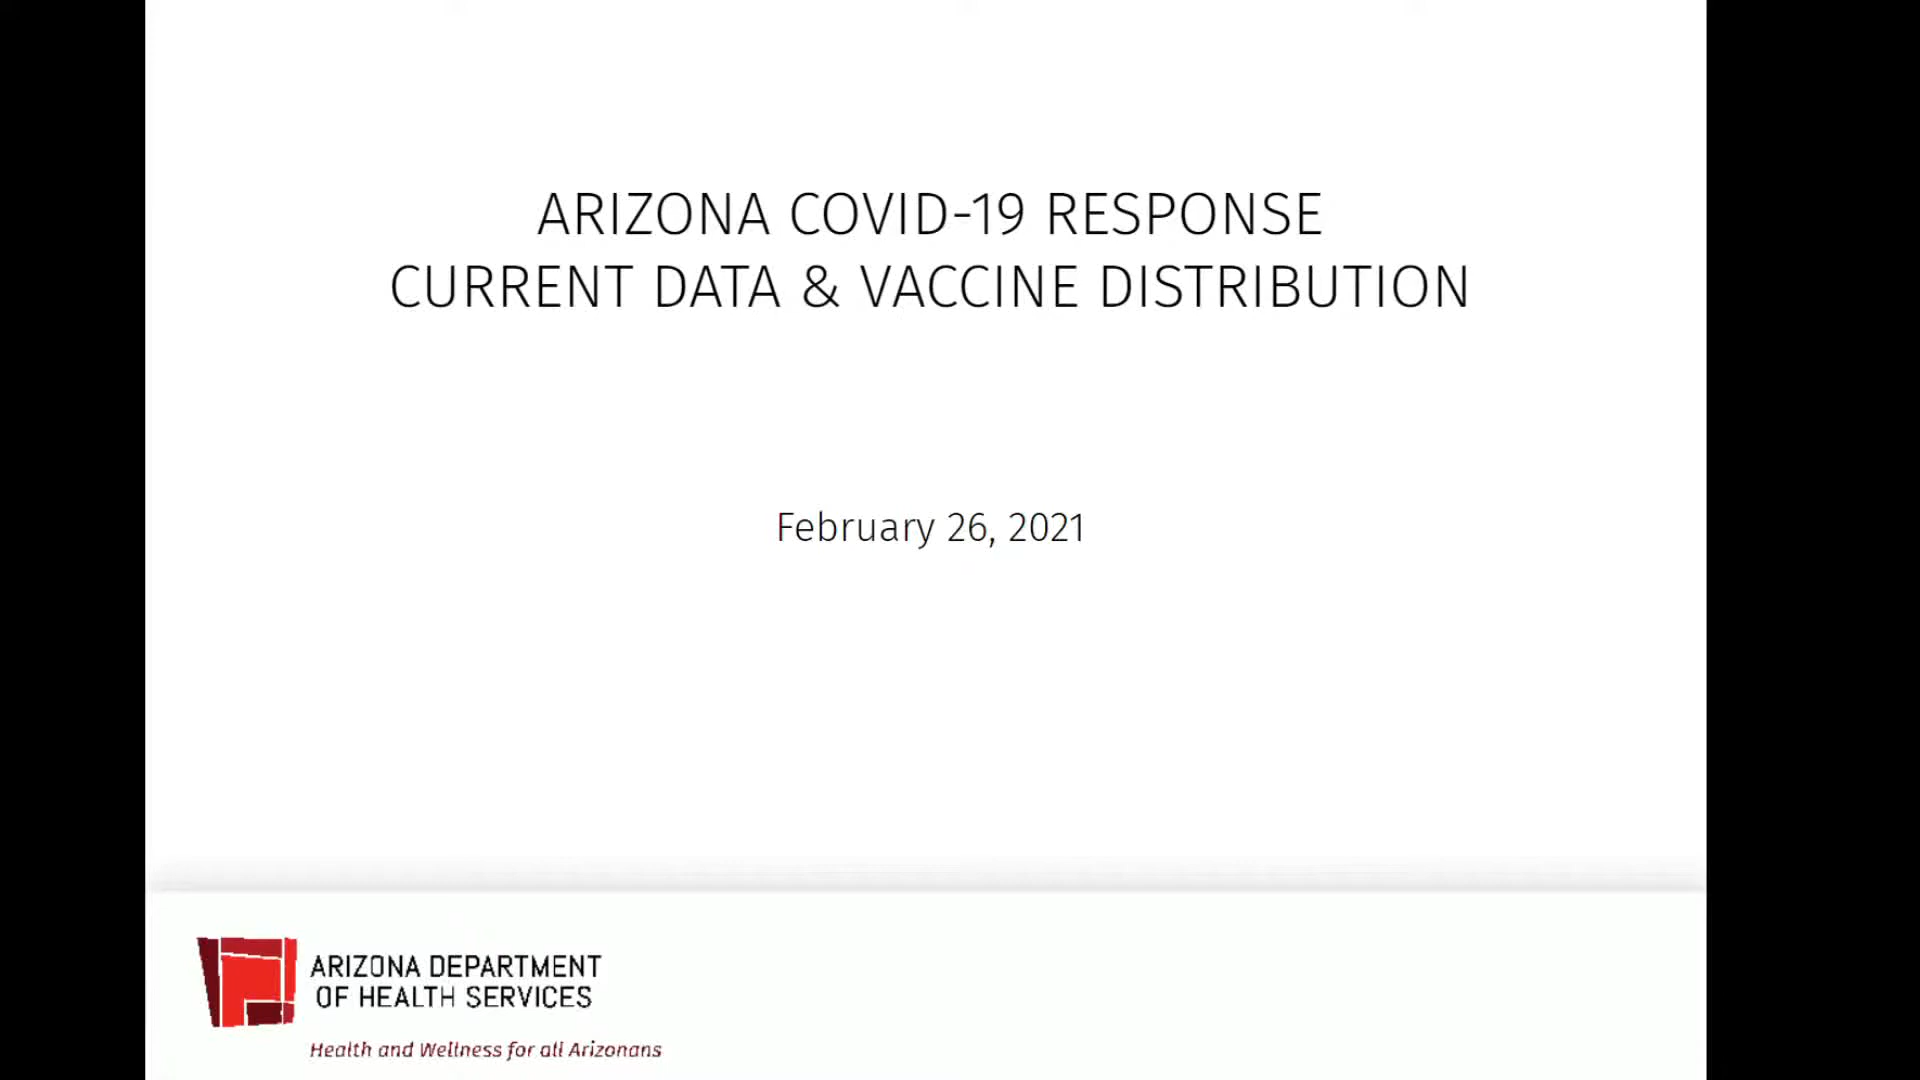 ARIZONA COVID-19 RESPONSE
CURRENT DATA & VACCINE DISTRIBUTION
February 26, 2021
ARIZONA DEPARTMENT
OF HEALTH SERVICES
Health and Wellness for all Arizonans